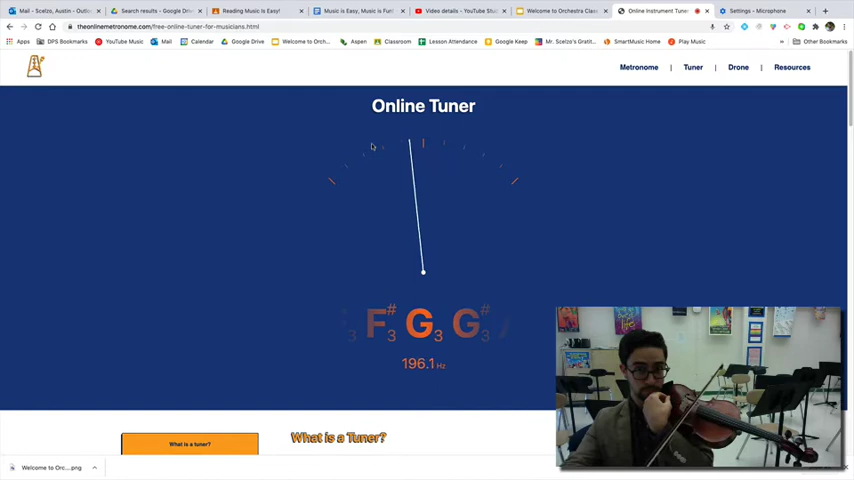 Mail - Scelzo, Austin - Outlo
Search results - Google Driv
Reading Music Is Easy!
Music is Easy, Music is Fun!
Video details - YouTube Stu
Welcome to Orchestra Class
Online Instrument Tuner
Settings - Microphone
theonlinemetronome.com/free-online-tuner-for-musicians.html
Apps
DPS Bookmarks
YouTube Music
Mail
Calendar
Google Drive
Welcome to Orch...
Aspen
Classroom
Lesson Attendance
Google Keep
Mr. Scelzo's Gratit...
SmartMusic Home
Play Music
Other Bookmarks
Metronome | Tuner | Drone | Resources
Online Tuner
F#3 G3 G#3
196.1 Hz
What is a tuner?
What is a Tuner?
Welcome to Orc....png